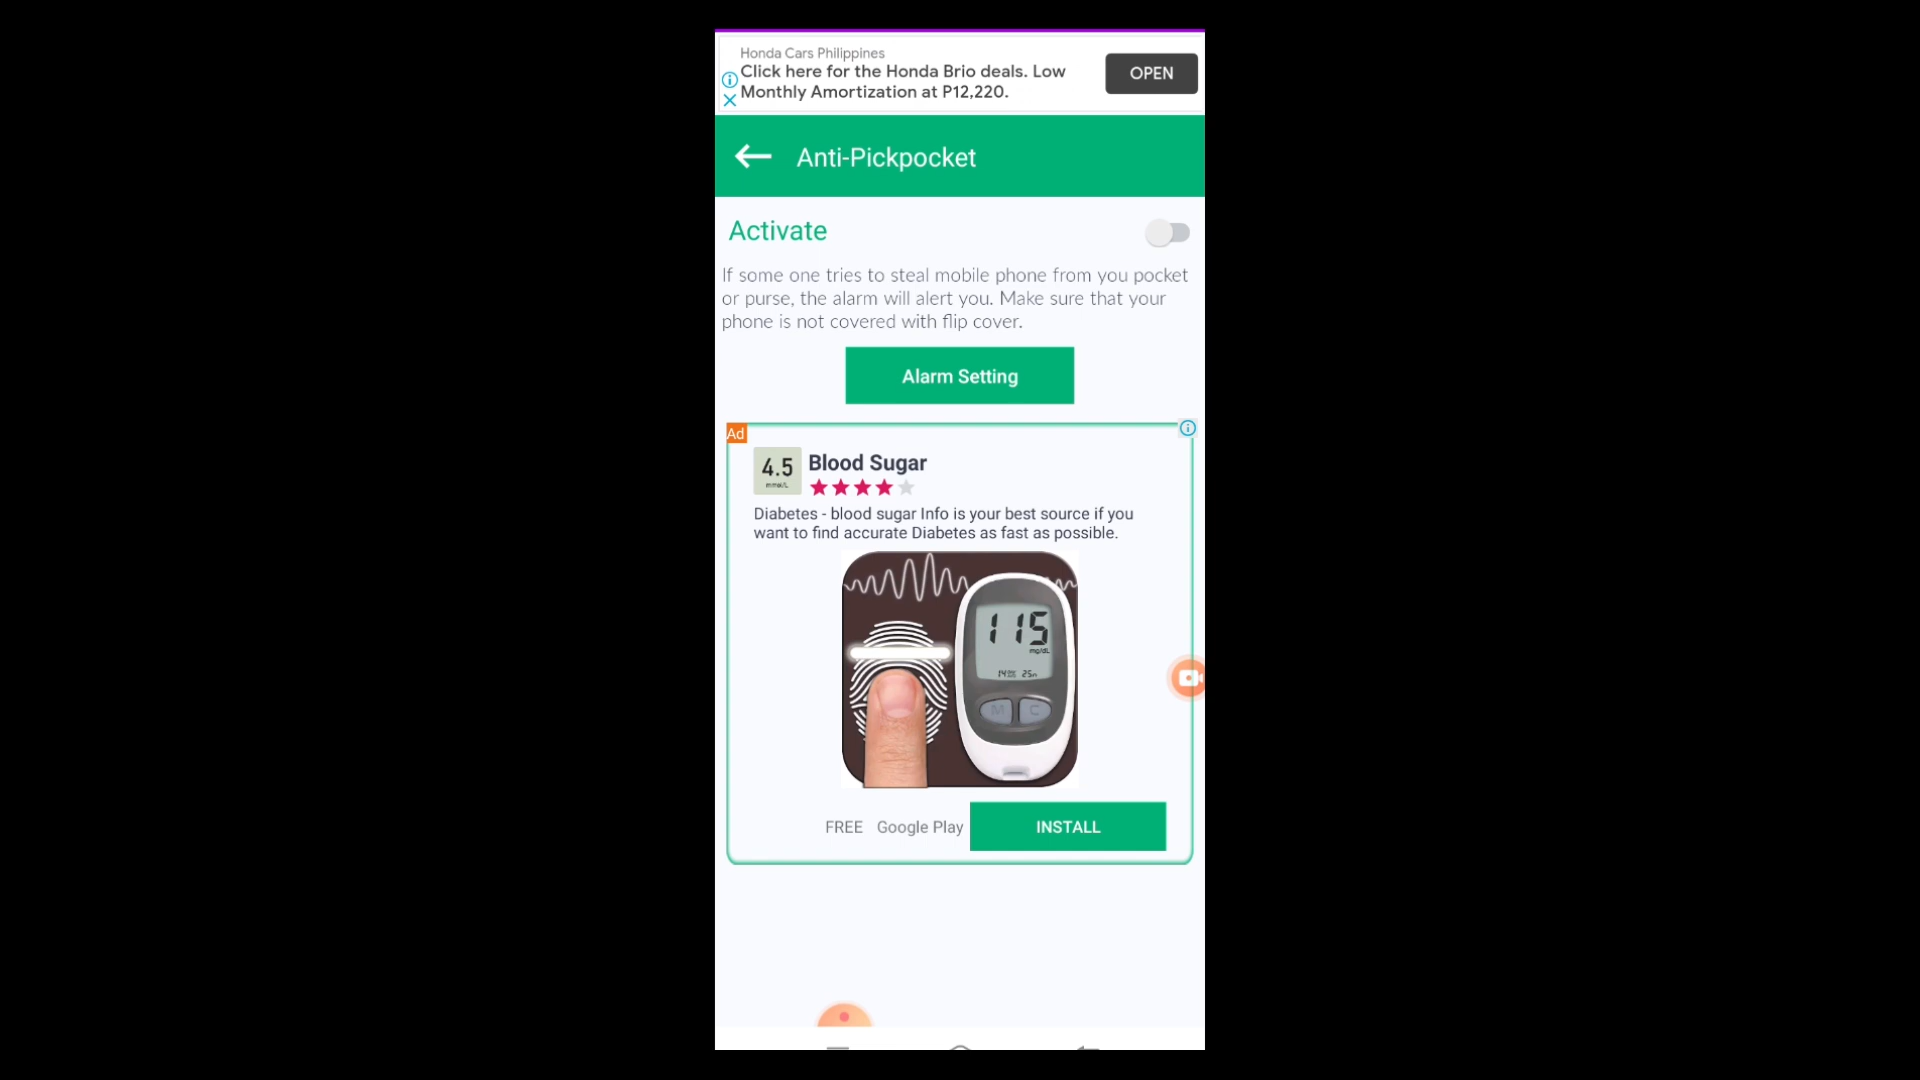 Honda Cars Philippines
Click here for the Honda Brio deals. Low
Monthly Amortization at P12,220.
OPEN
Anti-Pickpocket
Activate
If some one tries to steal mobile phone from you pocket
or purse, the alarm will alert you. Make sure that your
phone is not covered with flip cover.
Alarm Setting
Ad
4.5
Blood Sugar
Diabetes - blood sugar Info is your best source if you
want to find accurate Diabetes as fast as possible.
115
mg/dL
M C
FREE Google Play INSTALL